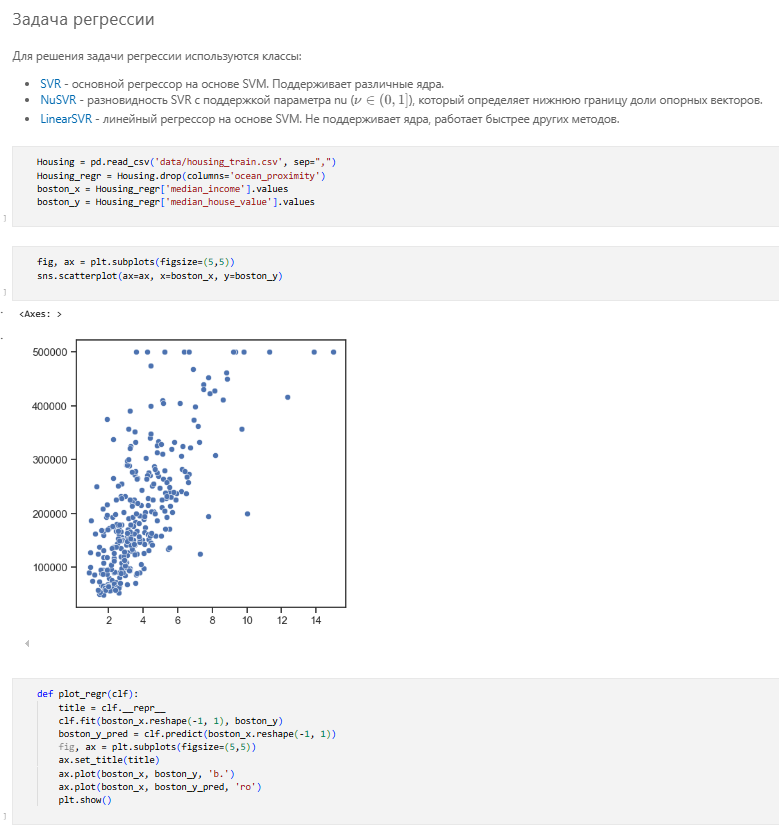 Задача регрессии
Для решения задачи регрессии используются классы:
• SVR - основной регрессор на основе SVM. Поддерживает различные ядра.
• NuSVR - разновидность SVR с поддержкой параметра nu (ν ∈ (0, 1]), который определяет нижнюю границу доли опорных векторов.
• LinearSVR - линейный регрессор на основе SVM. Не поддерживает ядра, работает быстрее других методов.
Housing = pd.read_csv('data/housing_train.csv', sep=",")
Housing_regr = Housing.drop(columns='ocean_proximity')
boston_x = Housing_regr['median_income'].values
boston_y = Housing_regr['median_house_value'].values
]
fig, ax = plt.subplots(figsize=(5,5))
sns.scatterplot(ax=ax, x=boston_x, y=boston_y)
]
<Axes: >
500000
400000
300000
200000
100000
2 4 6 8 10 12 14
def plot_regr(clf):
    title = clf.__repr__
    clf.fit(boston_x.reshape(-1, 1), boston_y)
    boston_y_pred = clf.predict(boston_x.reshape(-1, 1))
    fig, ax = plt.subplots(figsize=(5,5))
    ax.set_title(title)
    ax.plot(boston_x, boston_y, 'b.')
    ax.plot(boston_x, boston_y_pred, 'ro')
    plt.show()
]